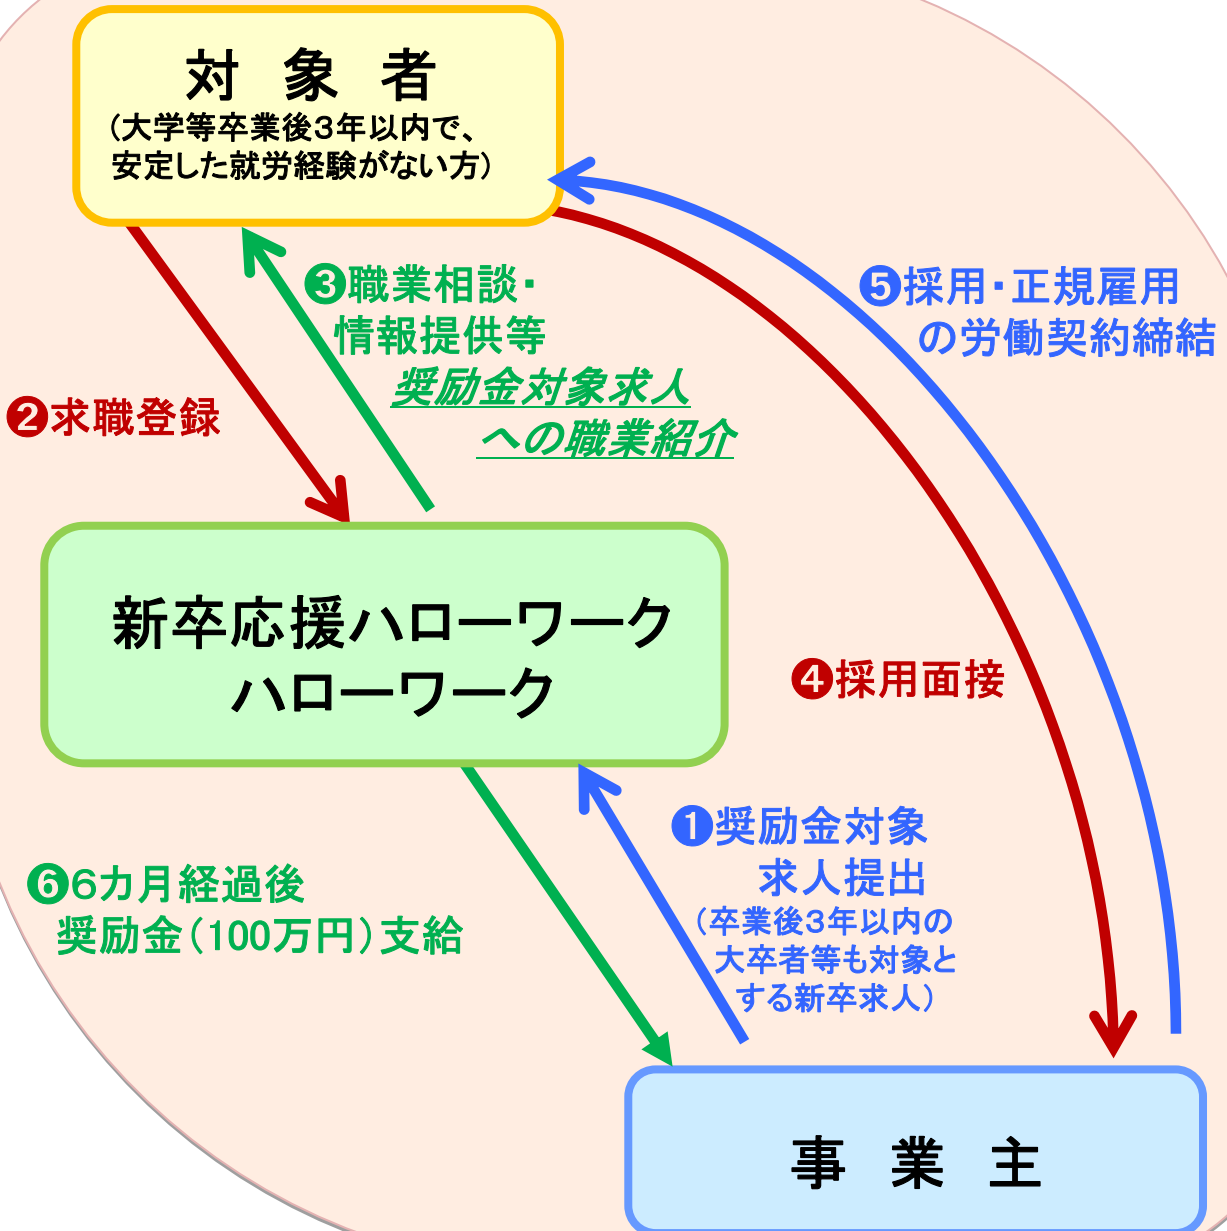 対　象　者
(大学等卒業後３年以内で、
安定した就労経験がない方)
❸職業相談・
情報提供等
奨励金対象求人
への職業紹介
❺採用・正規雇用
の労働契約締結
❷求職登録
新卒応援ハローワーク
ハローワーク
❹採用面接
❶奨励金対象
求人提出
(卒業後３年以内の
大卒者等も対象と
する新卒求人)
❻６カ月経過後
奨励金(100万円)支給
事　業　主